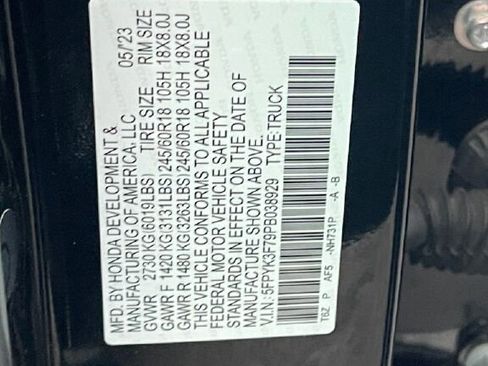 MFD. BY HONDA DEVELOPMENT & 05/23
MANUFACTURING OF AMERICA, LLC
GVWR 2730 KG(6019LBS) TIRE SIZE RIM SIZE
GAWR F 1420 KG(3131LBS) 245/60R18 105H 18X8.0J
GAWR R 1480 KG(3263LBS) 245/60R18 105H 18X8.0J
THIS VEHICLE CONFORMS TO ALL APPLICABLE
FEDERAL MOTOR VEHICLE SAFETY
STANDARDS IN EFFECT ON THE DATE OF
MANUFACTURE SHOWN ABOVE.
V.I.N.: 5FPYK3F79PB038929 TYPE: TRUCK
T6Z P AF5 -NH731P -A -B